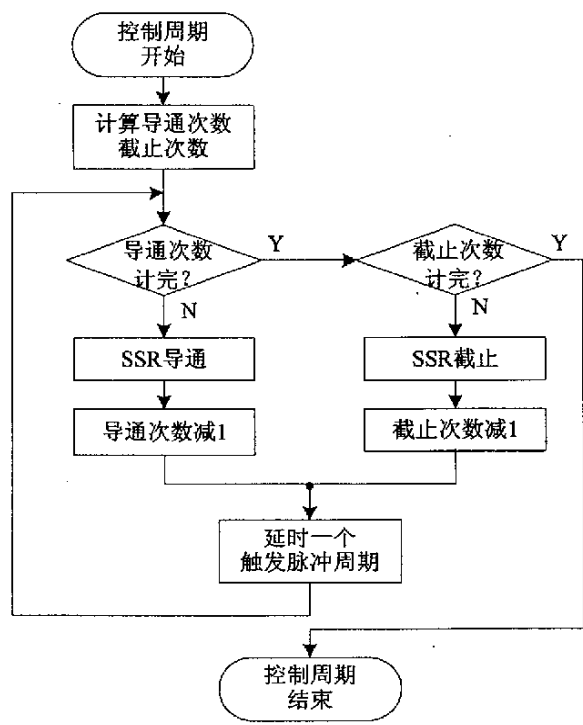 控制周期
开始
计算导通次数
截止次数
导通次数
计完?
Y
截止次数
计完?
Y
N
N
SSR导通
SSR截止
导通次数减1
截止次数减1
延时一个
触发脉冲周期
控制周期
结束